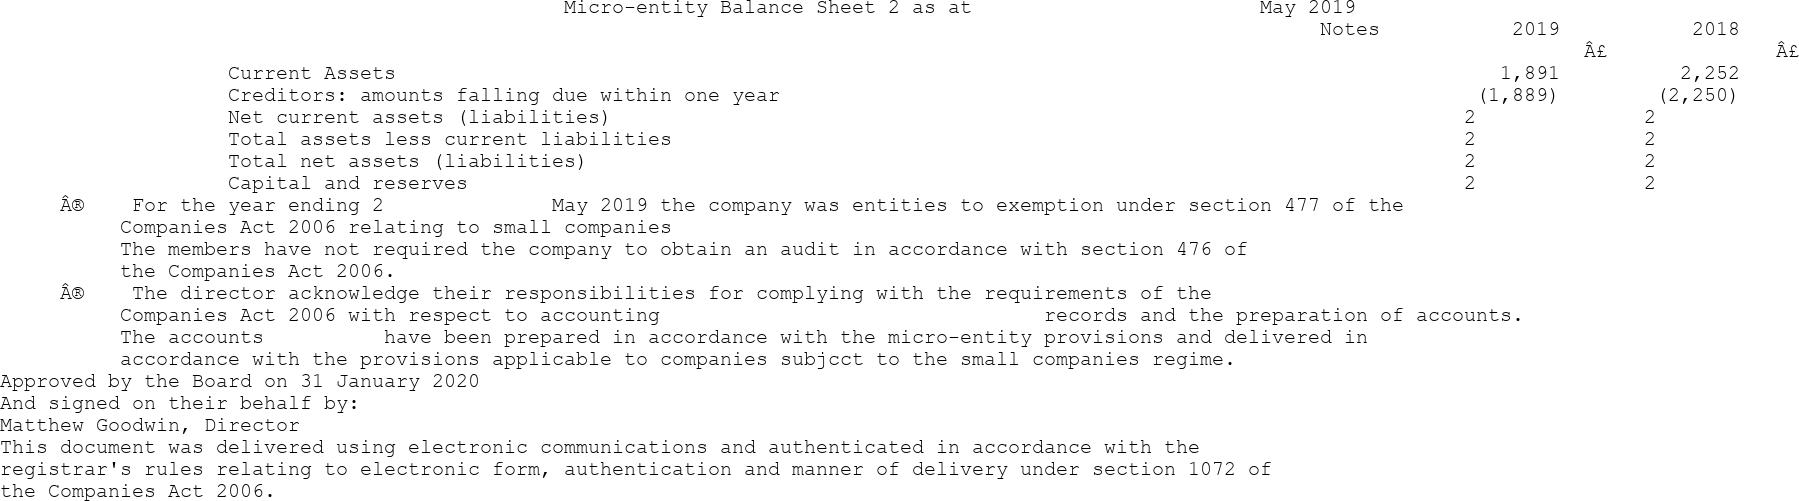 Micro-entity Balance Sheet 2 as at May 2019
Notes 2019 2018
Â£ Â£
Current Assets 1,891 2,252
Creditors: amounts falling due within one year (1,889) (2,250)
Net current assets (liabilities) 2 2
Total assets less current liabilities 2 2
Total net assets (liabilities) 2 2
Capital and reserves 2 2
Â® For the year ending 2 May 2019 the company was entities to exemption under section 477 of the
Companies Act 2006 relating to small companies
The members have not required the company to obtain an audit in accordance with section 476 of
the Companies Act 2006.
Â® The director acknowledge their responsibilities for complying with the requirements of the
Companies Act 2006 with respect to accounting records and the preparation of accounts.
The accounts have been prepared in accordance with the micro-entity provisions and delivered in
accordance with the provisions applicable to companies subjcct to the small companies regime.
Approved by the Board on 31 January 2020
And signed on their behalf by:
Matthew Goodwin, Director
This document was delivered using electronic communications and authenticated in accordance with the
registrar's rules relating to electronic form, authentication and manner of delivery under section 1072 of
the Companies Act 2006.